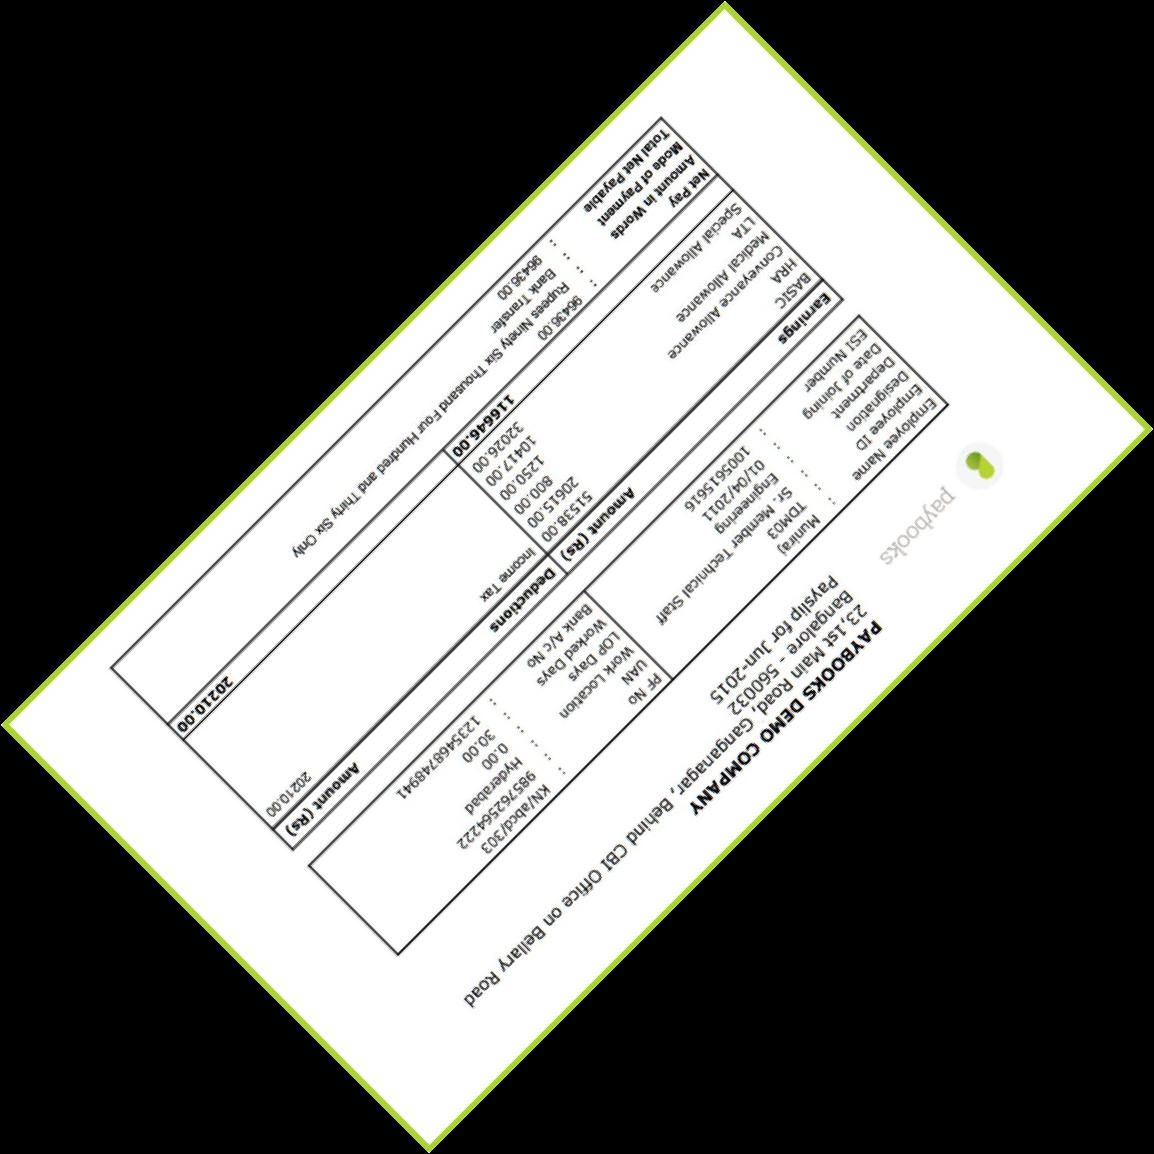 paybooks
PAYBOOKS DEMO COMPANY
23,1st Main Road, Ganganagar, Behind CBI Office on Bellary Road
Bangalore - 560032
Payslip for Jun-2015
Employee Name : Muniraj PF No : KN/abcd/303
Employee ID : TDM03 UAN : 985762564222
Designation : Sr. Member Technical Staff Work Location : Hyderabad
Department : Engineering LOP Days : 0.00
Date of Joining : 01/04/2011 Worked Days : 30.00
ESI Number : 1005615616 Bank A/c No : 1235468748941
Earnings Amount (Rs) Deductions Amount (Rs)
BASIC 51538.00 Income Tax 20210.00
HRA 20615.00
Conveyance Allowance 800.00
Medical Allowance 1250.00
LTA 10417.00
Special Allowance 32026.00
116646.00 20210.00
Net Pay : 96436.00
Amount in Words : Rupees Ninety Six Thousand Four Hundred and Thirty Six Only
Mode of Payment : Bank Transfer
Total Net Payable : 96436.00